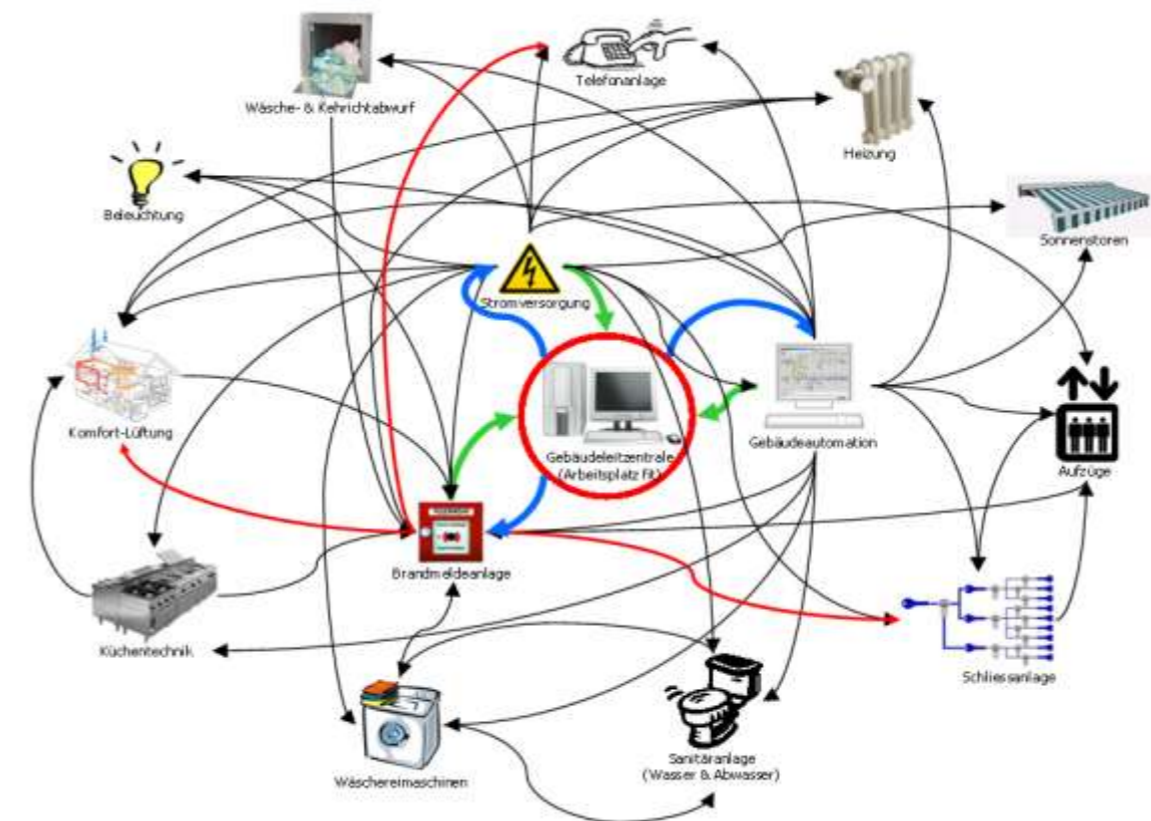 Telefonanlage
Wäsche- & Kehrichtabwurf
Heizung
Beleuchtung
Sonnenstoren
Stromversorgung
Komfort-Lüftung
Gebäudeautomation
Gebäudeleitzentrale
(Arbeitsplatz Fit)
Aufzüge
Brandmeldeanlage
Küchentechnik
Schliessanlage
Sanitäranlage
(Wasser & Abwasser)
Wäschereimaschinen